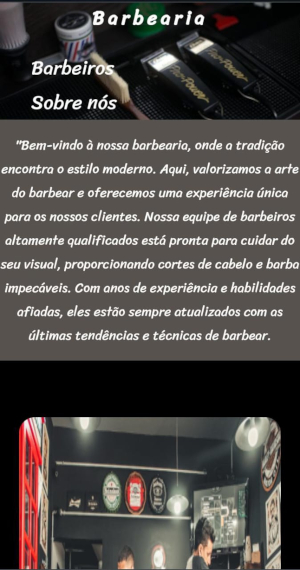 Barbearia
Barbeiros
Sobre nós
"Bem-vindo à nossa barbearia, onde a tradição
encontra o estilo moderno. Aqui, valorizamos a arte
do barbear e oferecemos uma experiência única
para os nossos clientes. Nossa equipe de barbeiros
altamente qualificados está pronta para cuidar do
seu visual, proporcionando cortes de cabelo e barba
impecáveis. Com anos de experiência e habilidades
afiadas, eles estão sempre atualizados com as
últimas tendências e técnicas de barbear.